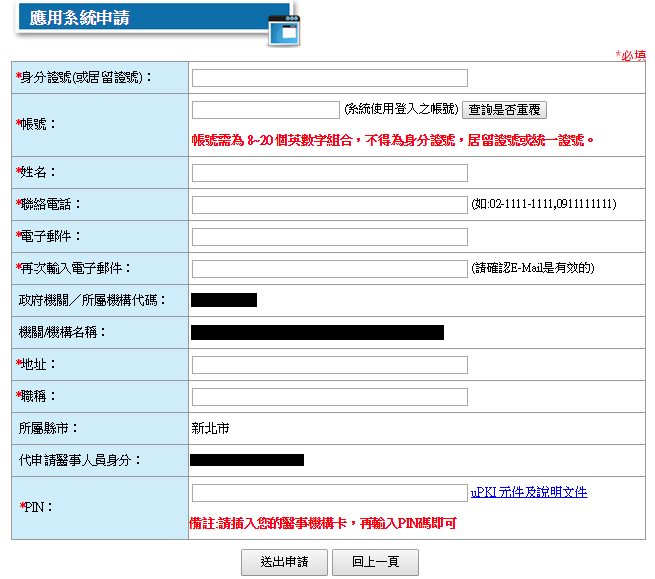 應用系統申請
*必填
*身分證號(或居留證號)：
*帳號： (系統使用登入之帳號) 查詢是否重覆
帳號需為 8~20 個英數字組合，不得為身分證號，居留證號或統一證號。
*姓名：
*聯絡電話： (如:02-1111-1111,0911111111)
*電子郵件：
*再次輸入電子郵件： (請確認E-Mail是有效的)
政府機關／所屬機構代碼：
機關/機構名稱：
*地址：
*職稱：
所屬縣市： 新北市
代申請醫事人員身分：
*PIN： uPKI 元件及說明文件
備註:請插入您的醫事機構卡，再輸入PIN碼即可
送出申請 回上一頁